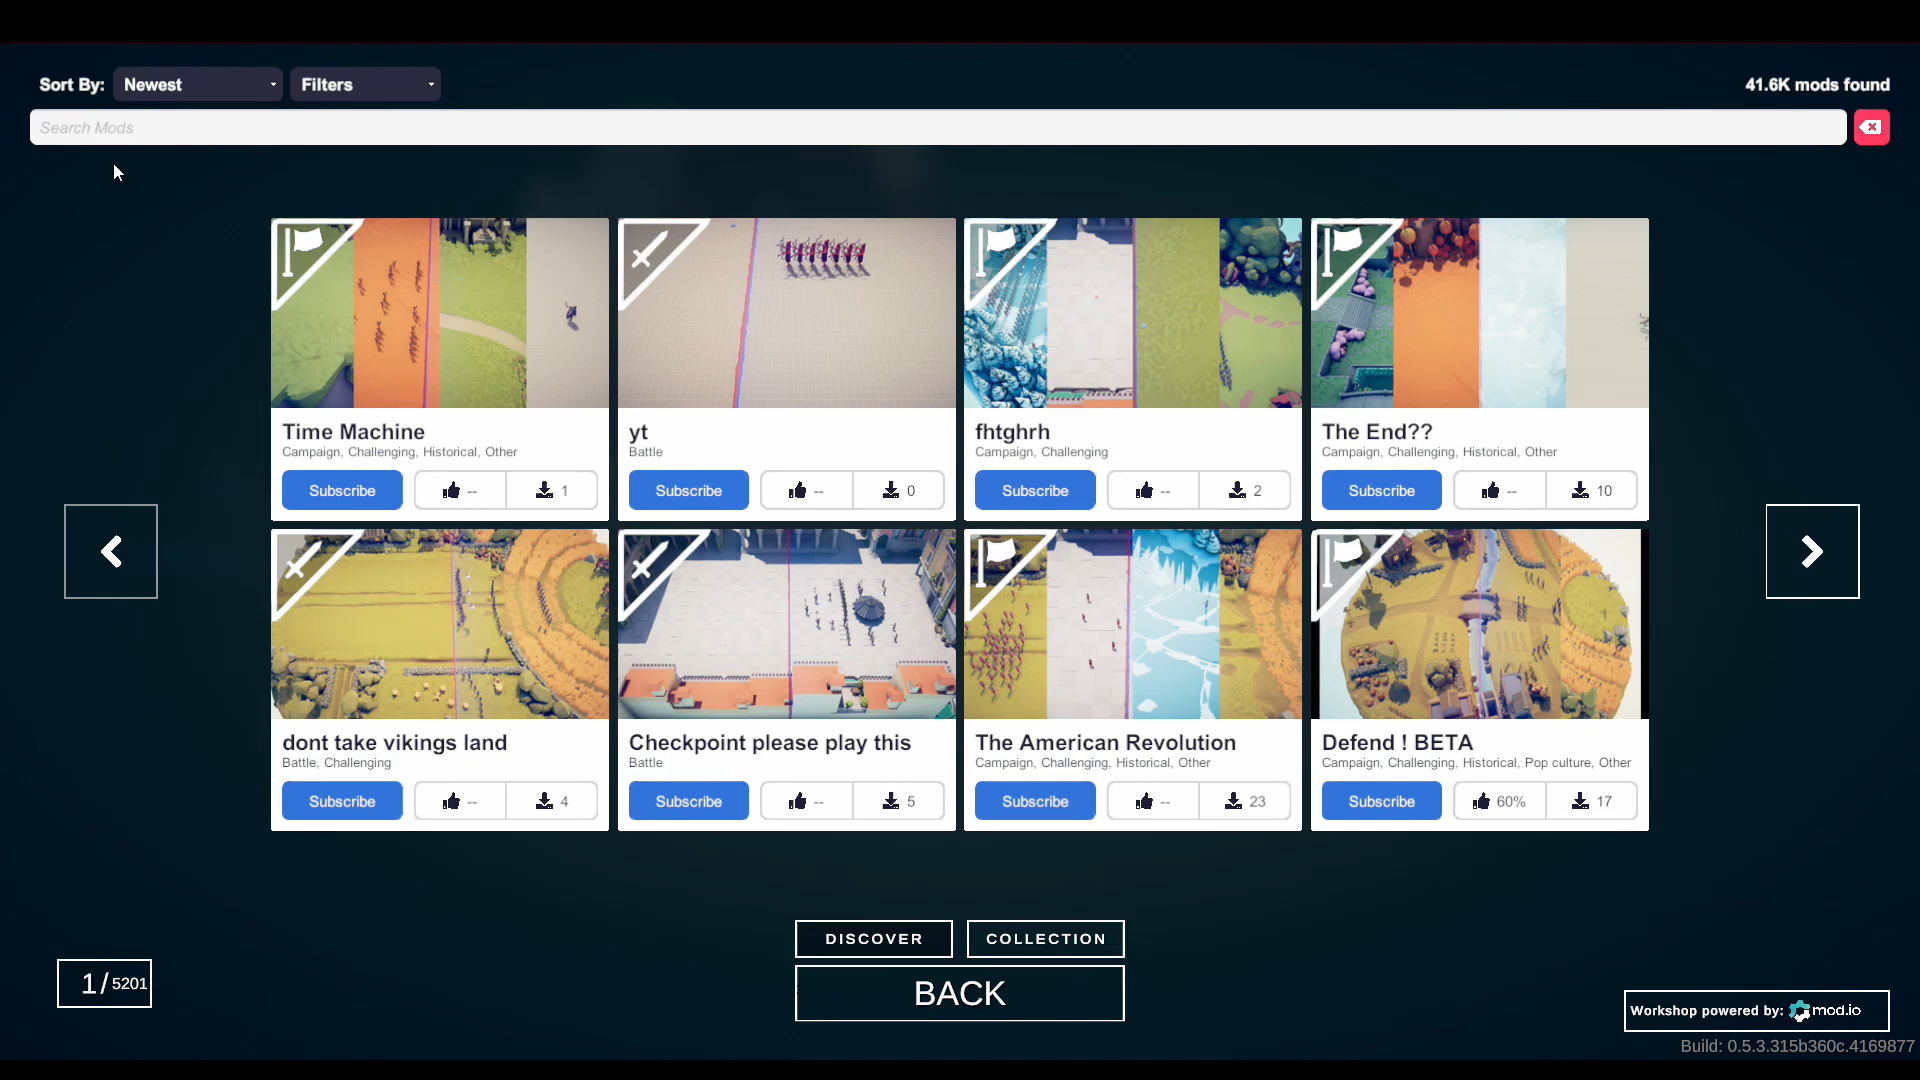 Sort By: Newest Filters 41.6K mods found
Search Mods
Time Machine
Campaign, Challenging, Historical, Other
Subscribe -- 1
yt
Battle
Subscribe -- 0
fhtghrh
Campaign, Challenging
Subscribe -- 2
The End??
Campaign, Challenging, Historical, Other
Subscribe -- 10
dont take vikings land
Battle, Challenging
Subscribe -- 4
Checkpoint please play this
Battle
Subscribe -- 5
The American Revolution
Campaign, Challenging, Historical, Other
Subscribe -- 23
Defend ! BETA
Campaign, Challenging, Historical, Pop culture, Other
Subscribe 60% 17
DISCOVER COLLECTION
BACK
1/5201
Workshop powered by: mod.io
Build: 0.5.3.315b360c.4169877